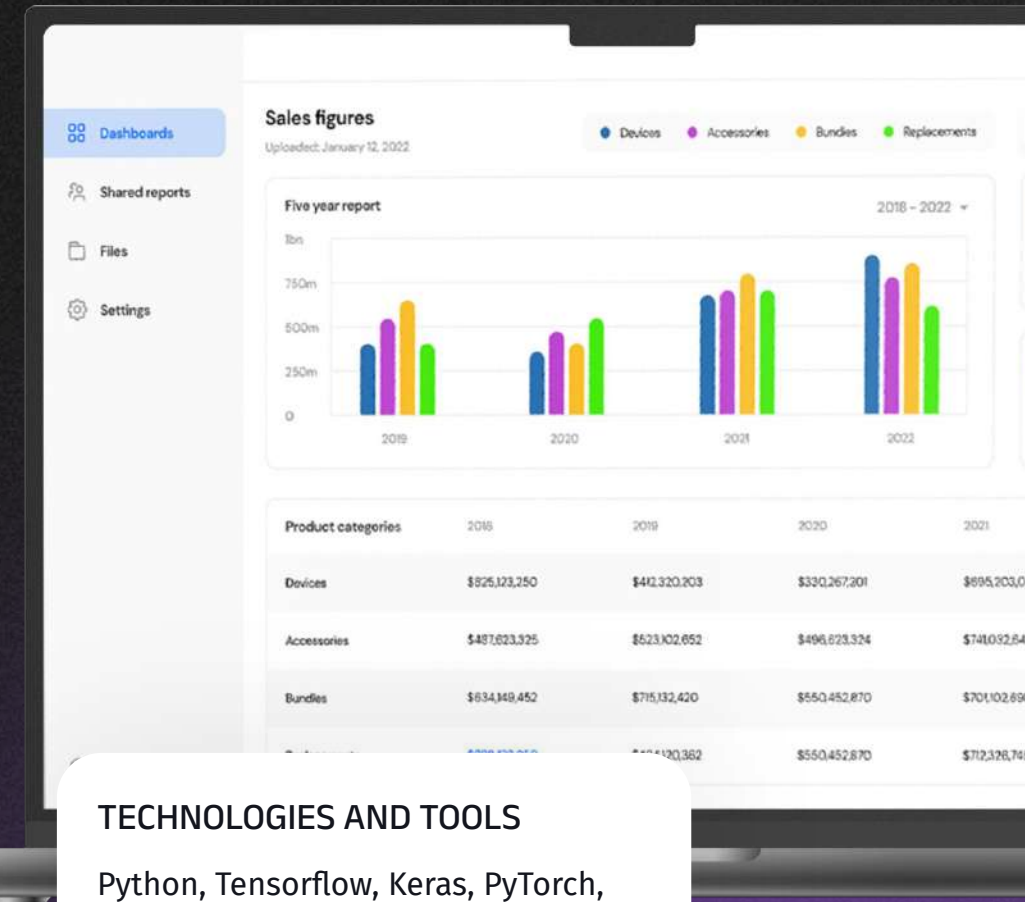 Sales figures
Uploaded: January 12, 2022
Devices Accessories Bundles Replacements
Dashboards
Shared reports
Files
Settings
Five year report 2018 – 2022
1bn
750m
500m
250m
0
2019 2020 2021 2022
Product categories 2018 2019 2020 2021
Devices $825,123,250 $412,320,203 $330,267,201
Accessories $487,623,325 $523,102,652 $496,623,324
Bundles $634,149,452 $715,132,420 $550,452,870
$550,452,870
TECHNOLOGIES AND TOOLS
Python, Tensorflow, Keras, PyTorch,